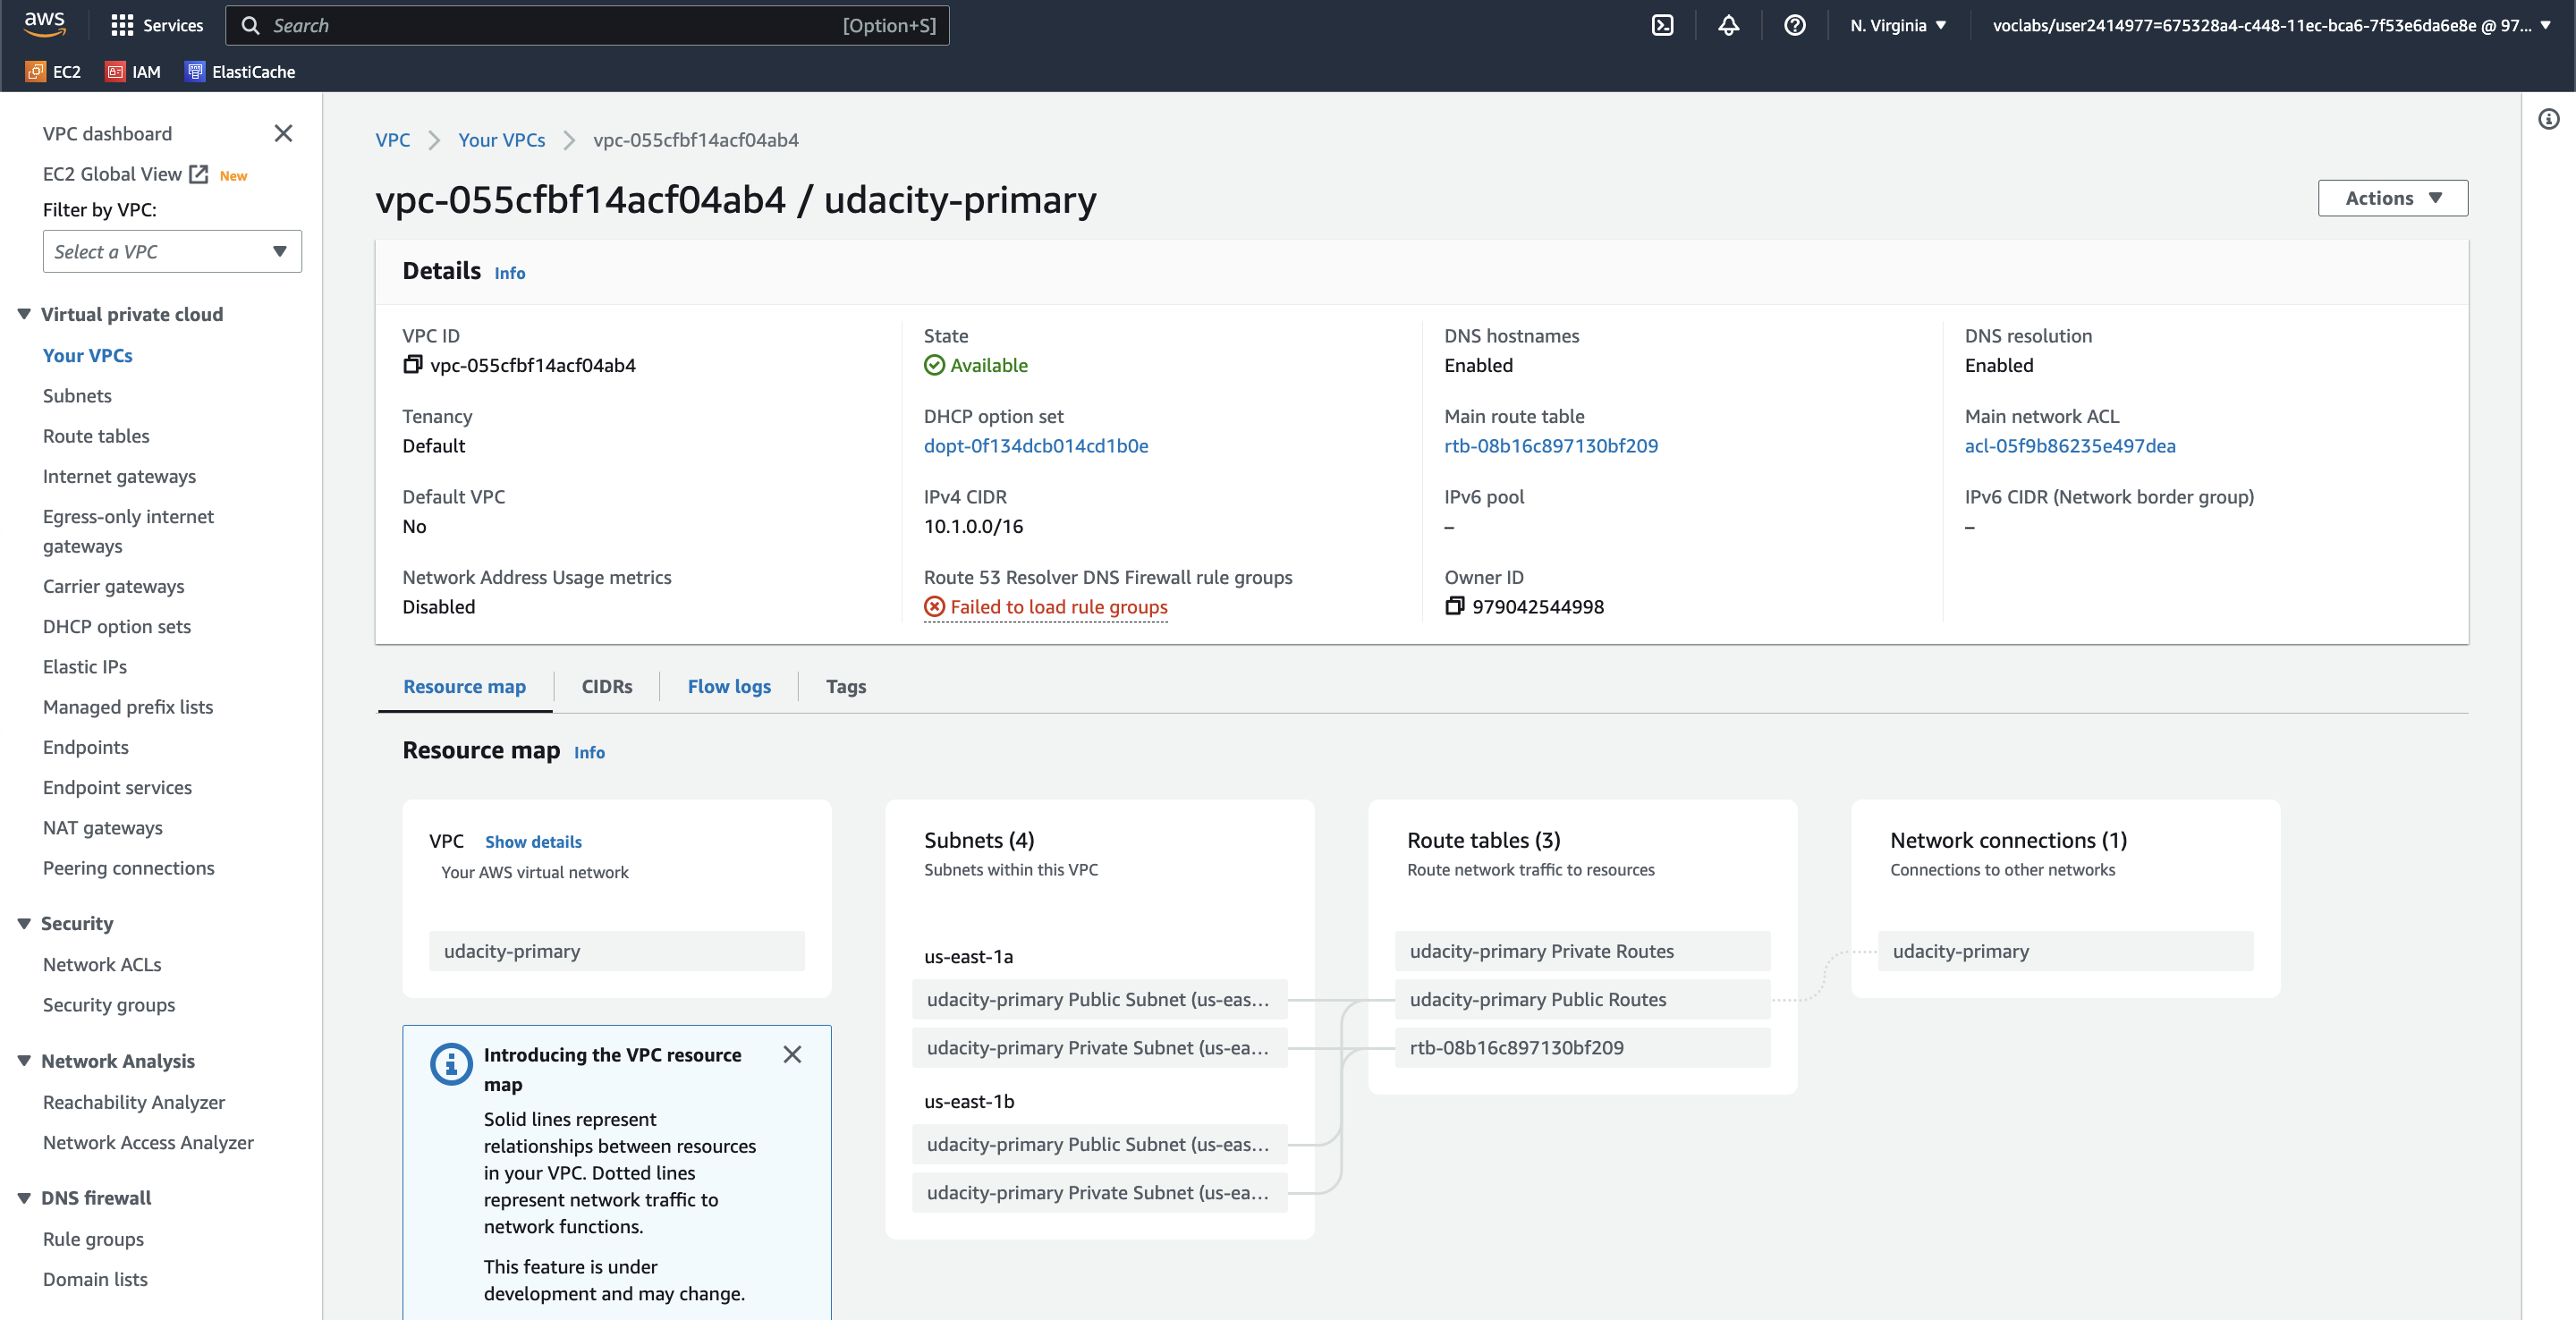 aws
Services
Search
[Option+S]
N. Virginia
voclabs/user2414977=675328a4-c448-11ec-bca6-7f53e6da6e8e @ 97...
EC2
IAM
ElastiCache
VPC dashboard
EC2 Global View
New
Filter by VPC:
Select a VPC
Virtual private cloud
Your VPCs
Subnets
Route tables
Internet gateways
Egress-only internet
gateways
Carrier gateways
DHCP option sets
Elastic IPs
Managed prefix lists
Endpoints
Endpoint services
NAT gateways
Peering connections
Security
Network ACLs
Security groups
Network Analysis
Reachability Analyzer
Network Access Analyzer
DNS firewall
Rule groups
Domain lists
VPC
Your VPCs
vpc-055cfbf14acf04ab4
vpc-055cfbf14acf04ab4 / udacity-primary
Actions
Details Info
VPC ID
vpc-055cfbf14acf04ab4
State
Available
DNS hostnames
Enabled
DNS resolution
Enabled
Tenancy
Default
DHCP option set
dopt-0f134dcb014cd1b0e
Main route table
rtb-08b16c897130bf209
Main network ACL
acl-05f9b86235e497dea
Default VPC
No
IPv4 CIDR
10.1.0.0/16
IPv6 pool
–
IPv6 CIDR (Network border group)
–
Network Address Usage metrics
Disabled
Route 53 Resolver DNS Firewall rule groups
Failed to load rule groups
Owner ID
979042544998
Resource map
CIDRs
Flow logs
Tags
Resource map Info
VPC Show details
Your AWS virtual network
udacity-primary
Introducing the VPC resource
map
Solid lines represent
relationships between resources
in your VPC. Dotted lines
represent network traffic to
network functions.
This feature is under
development and may change.
Subnets (4)
Subnets within this VPC
us-east-1a
udacity-primary Public Subnet (us-eas...
udacity-primary Private Subnet (us-ea...
us-east-1b
udacity-primary Public Subnet (us-eas...
udacity-primary Private Subnet (us-ea...
Route tables (3)
Route network traffic to resources
udacity-primary Private Routes
udacity-primary Public Routes
rtb-08b16c897130bf209
Network connections (1)
Connections to other networks
udacity-primary